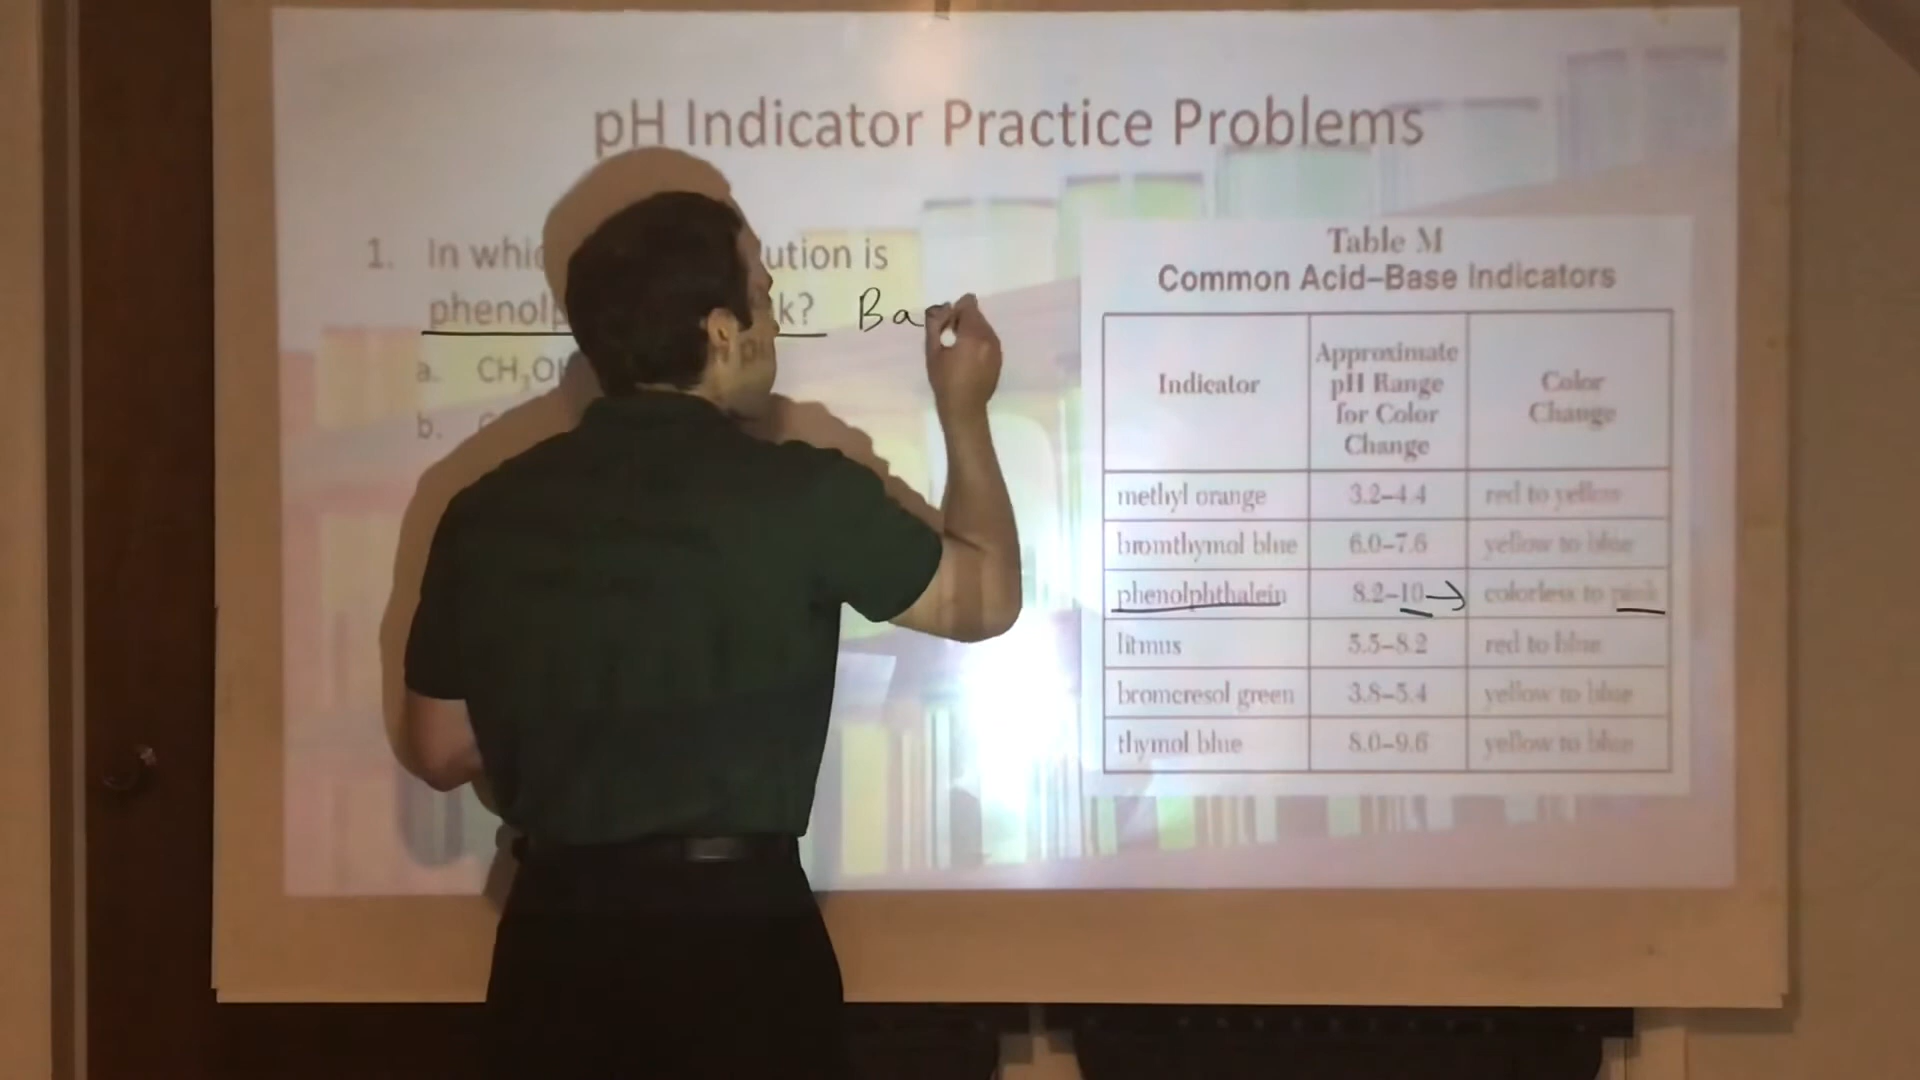 pH Indicator Practice Problems
1. In whic ution is
phenol k? Ba
a. CH₃O
b.
Table M
Common Acid–Base Indicators
Indicator
Approximate
pH Range
for Color
Change
Color
Change
methyl orange 3.2–4.4 red to yellow
bromthymol blue 6.0–7.6 yellow to blue
phenolphthalein 8.2–10 colorless to pink
litmus 5.5–8.2 red to blue
bromcresol green 3.8–5.4 yellow to blue
thymol blue 8.0–9.6 yellow to blue